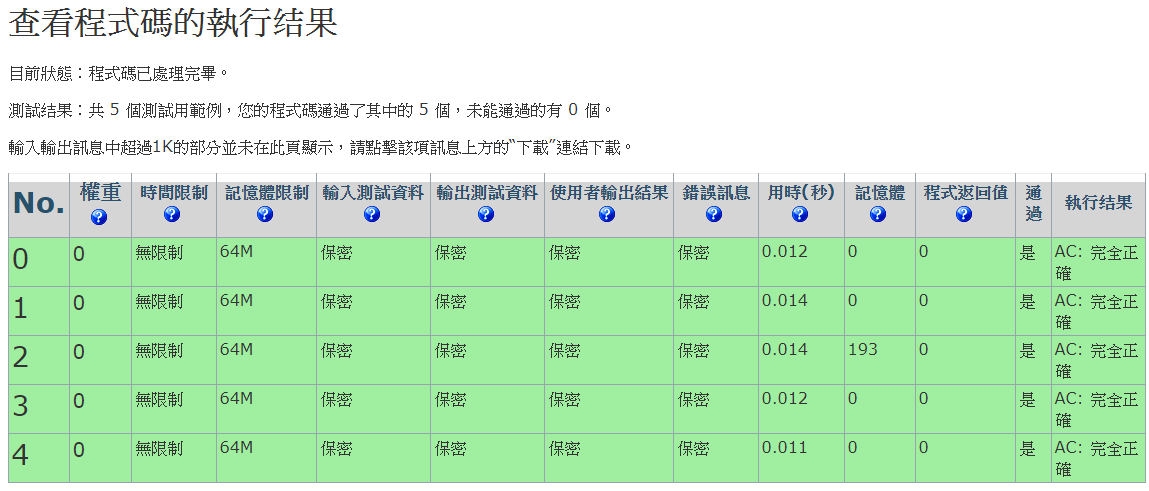 查看程式碼的執行結果
目前狀態：程式碼已處理完畢。
測試結果：共 5 個測試用範例，您的程式碼通過了其中的 5 個，未能通過的有 0 個。
輸入輸出訊息中超過1K的部分並未在此頁顯示，請點擊該項訊息上方的“下載”連結下載。
No. 權重 時間限制 記憶體限制 輸入測試資料 輸出測試資料 使用者輸出結果 錯誤訊息 用時(秒) 記憶體 程式返回值 通過 執行結果
0 0 無限制 64M 保密 保密 保密 保密 0.012 0 0 是 AC: 完全正確
1 0 無限制 64M 保密 保密 保密 保密 0.014 0 0 是 AC: 完全正確
2 0 無限制 64M 保密 保密 保密 保密 0.014 193 0 是 AC: 完全正確
3 0 無限制 64M 保密 保密 保密 保密 0.012 0 0 是 AC: 完全正確
4 0 無限制 64M 保密 保密 保密 保密 0.011 0 0 是 AC: 完全正確